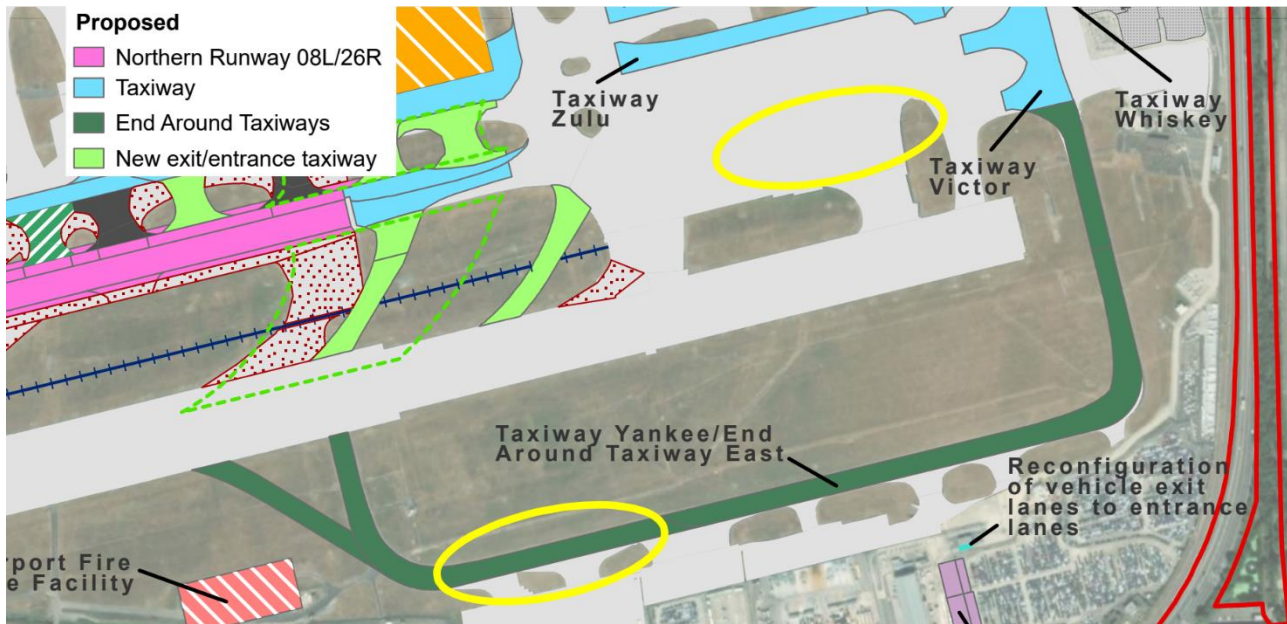 Proposed
Northern Runway 08L/26R
Taxiway
End Around Taxiways
New exit/entrance taxiway
Taxiway
Zulu
Taxiway
Whiskey
Taxiway
Victor
Taxiway Yankee/End
Around Taxiway East
Reconfiguration
of vehicle exit
lanes to entrance
lanes
rport Fire
e Facility